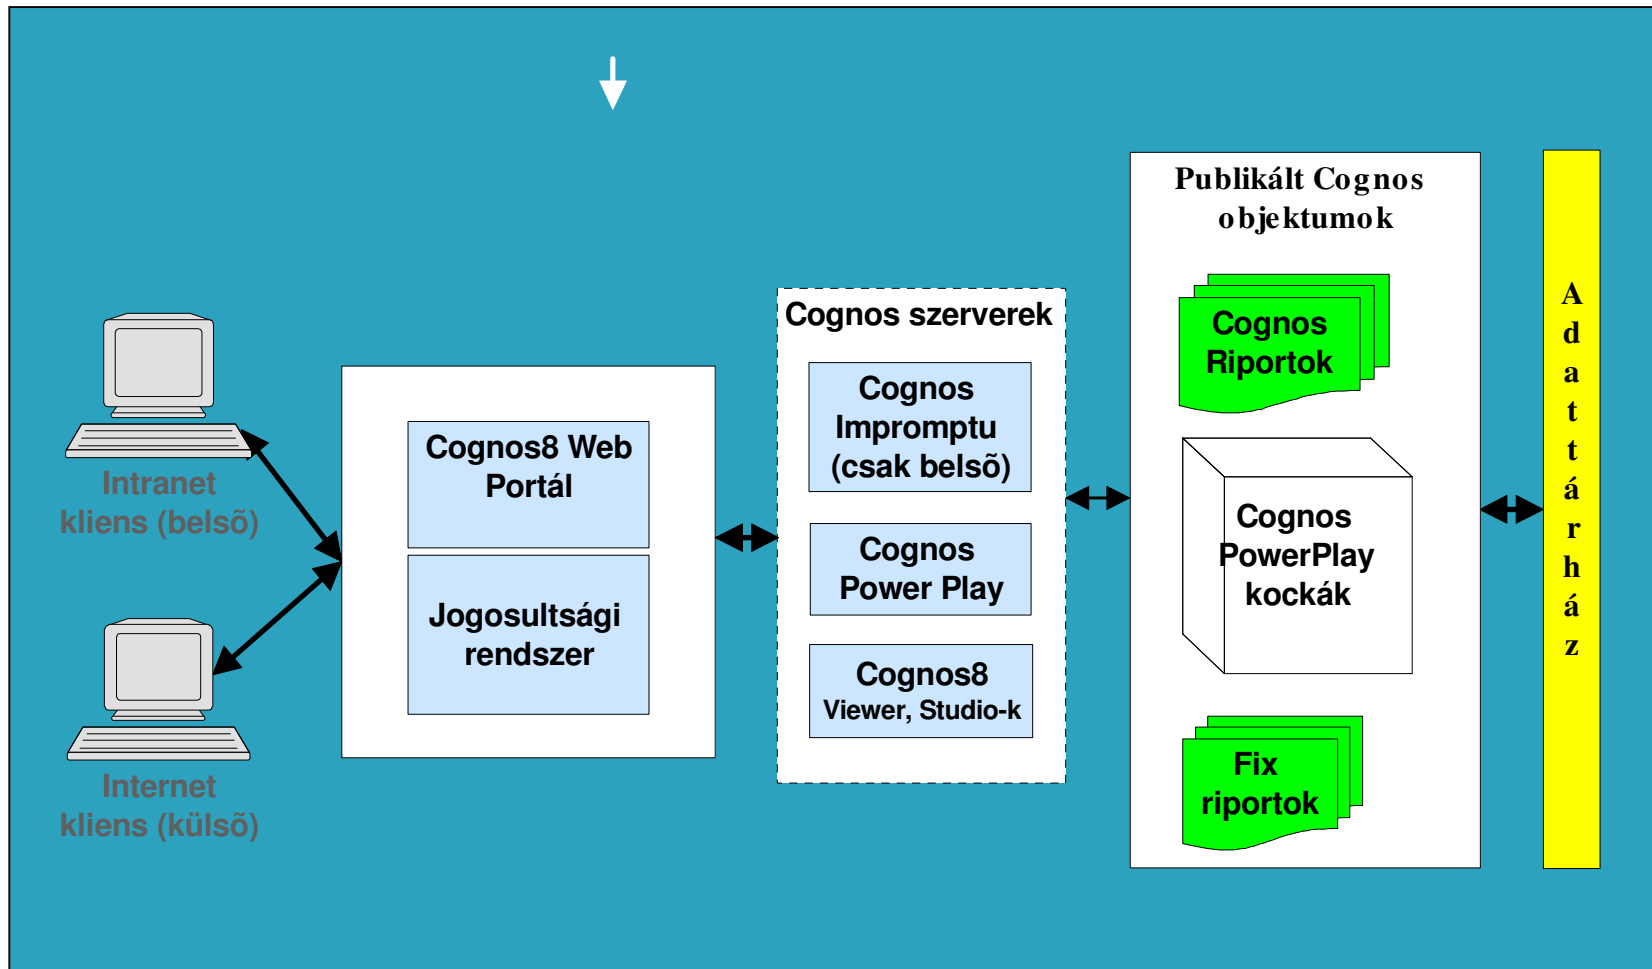 Intranet
kliens (belsõ)
Internet
kliens (külsõ)
Cognos8 Web
Portál
Jogosultsági
rendszer
Cognos szerverek
Cognos
Impromptu
(csak belsõ)
Cognos
Power Play
Cognos8
Viewer, Studio-k
Publikált Cognos
objektumok
Cognos
Riportok
Cognos
PowerPlay
kockák
Fix
riportok
Adattárház